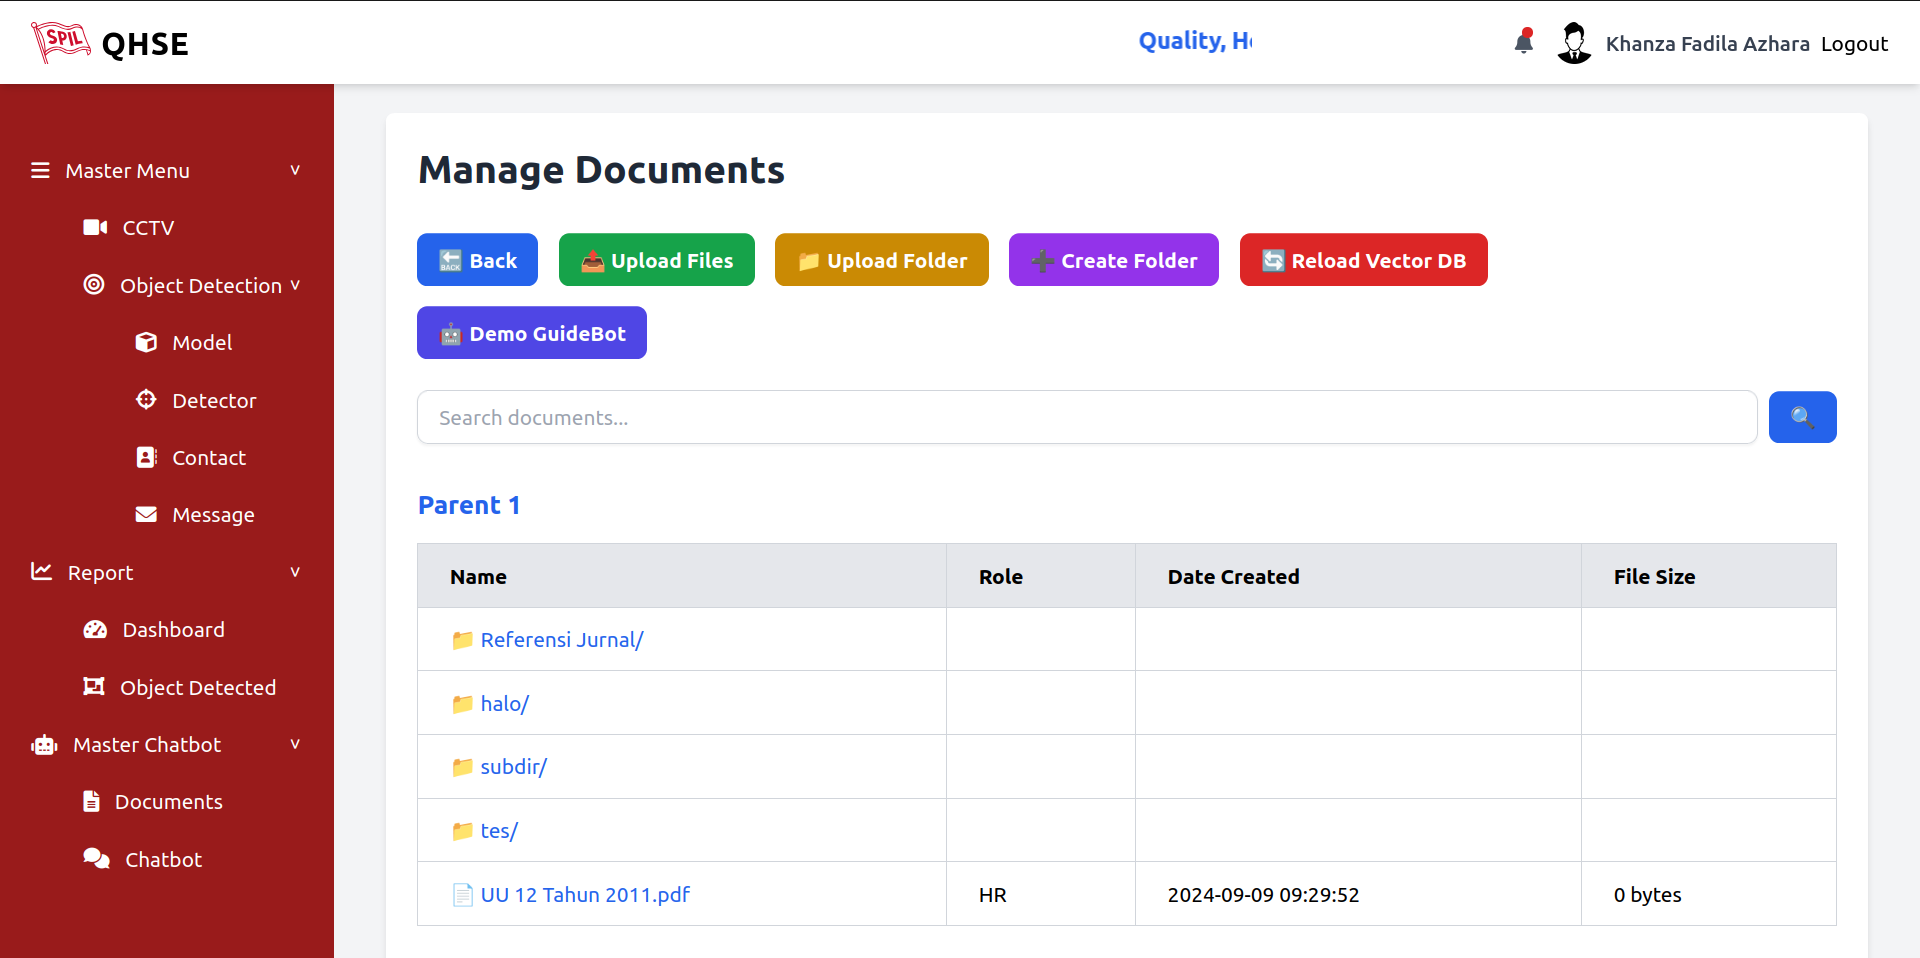 SPIL QHSE
Quality, He
Khanza Fadila Azhara Logout
Master Menu
CCTV
Object Detection
Model
Detector
Contact
Message
Report
Dashboard
Object Detected
Master Chatbot
Documents
Chatbot
Manage Documents
BACK Back Upload Files Upload Folder Create Folder Reload Vector DB
Demo GuideBot
Search documents...
Parent 1
Name Role Date Created File Size
Referensi Jurnal/
halo/
subdir/
tes/
UU 12 Tahun 2011.pdf HR 2024-09-09 09:29:52 0 bytes